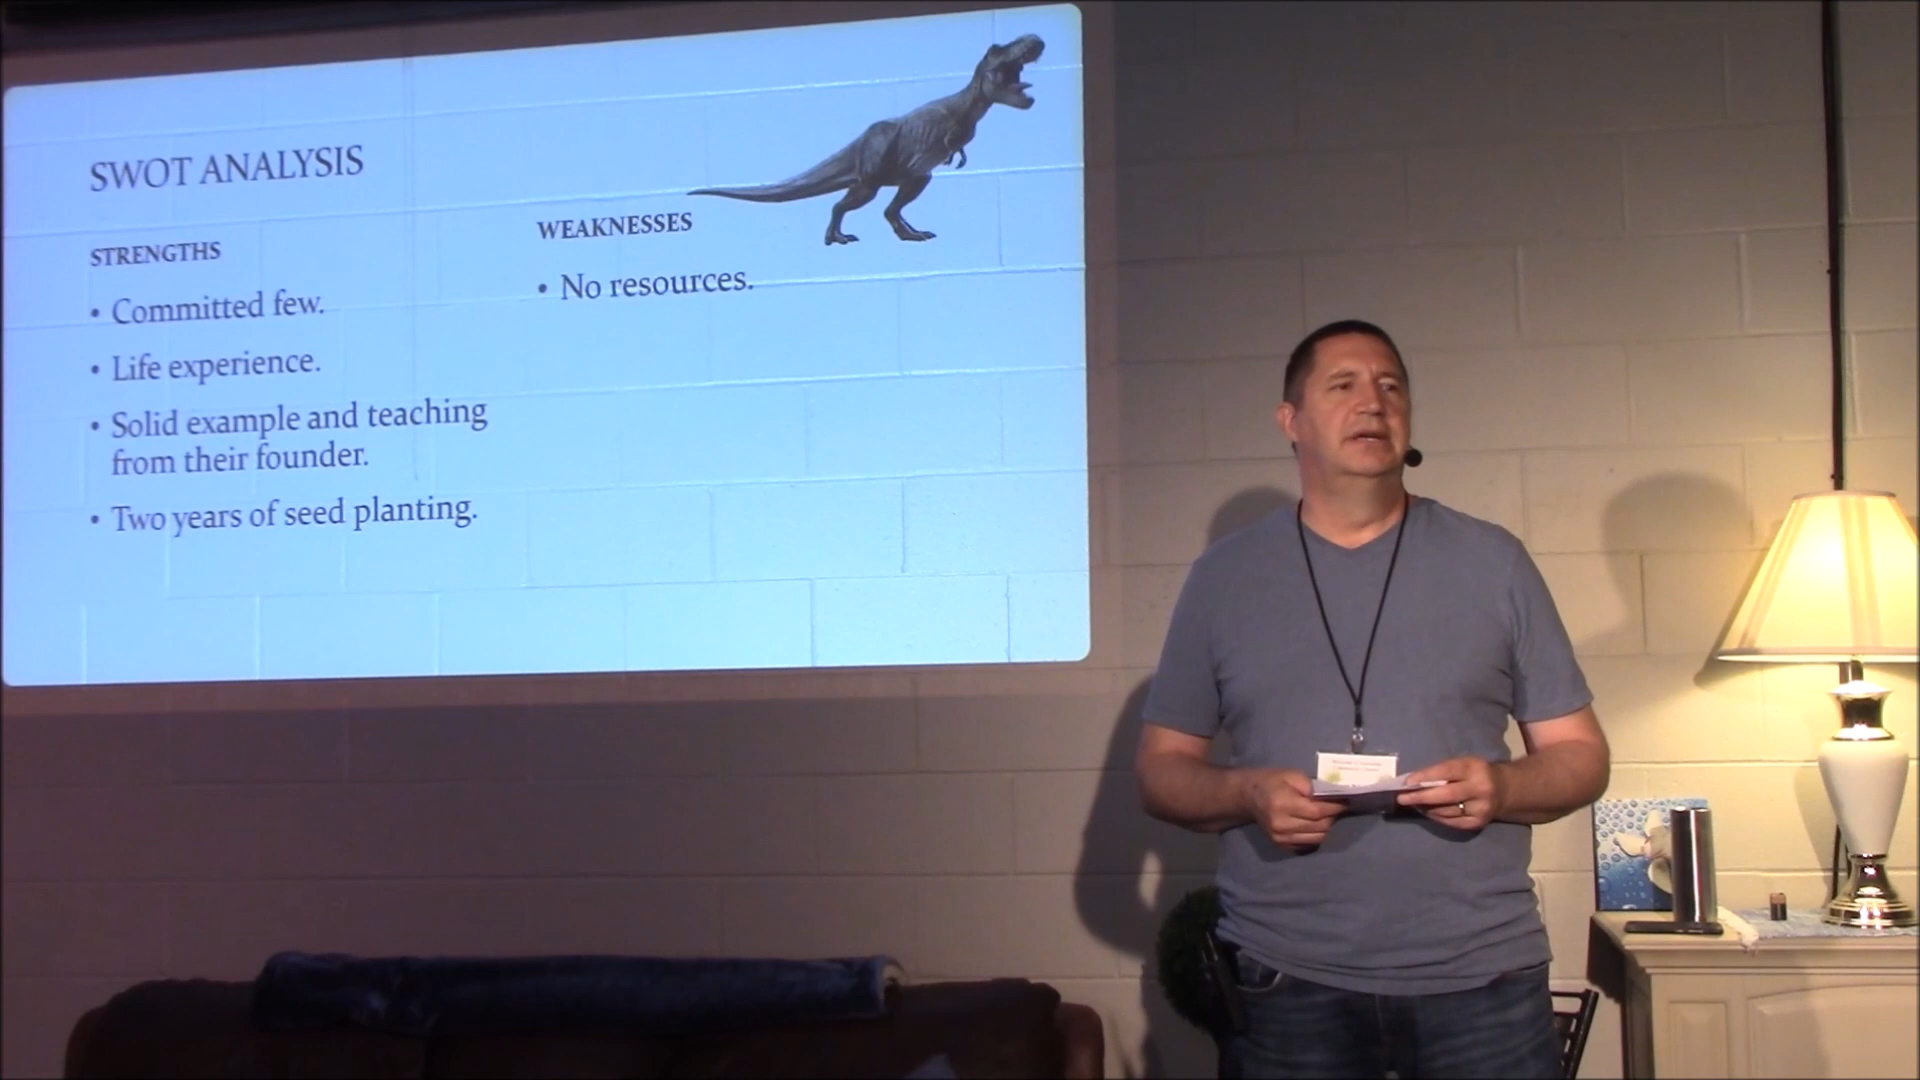 SWOT ANALYSIS
STRENGTHS
• Committed few.
• Life experience.
• Solid example and teaching
from their founder.
• Two years of seed planting.
WEAKNESSES
• No resources.